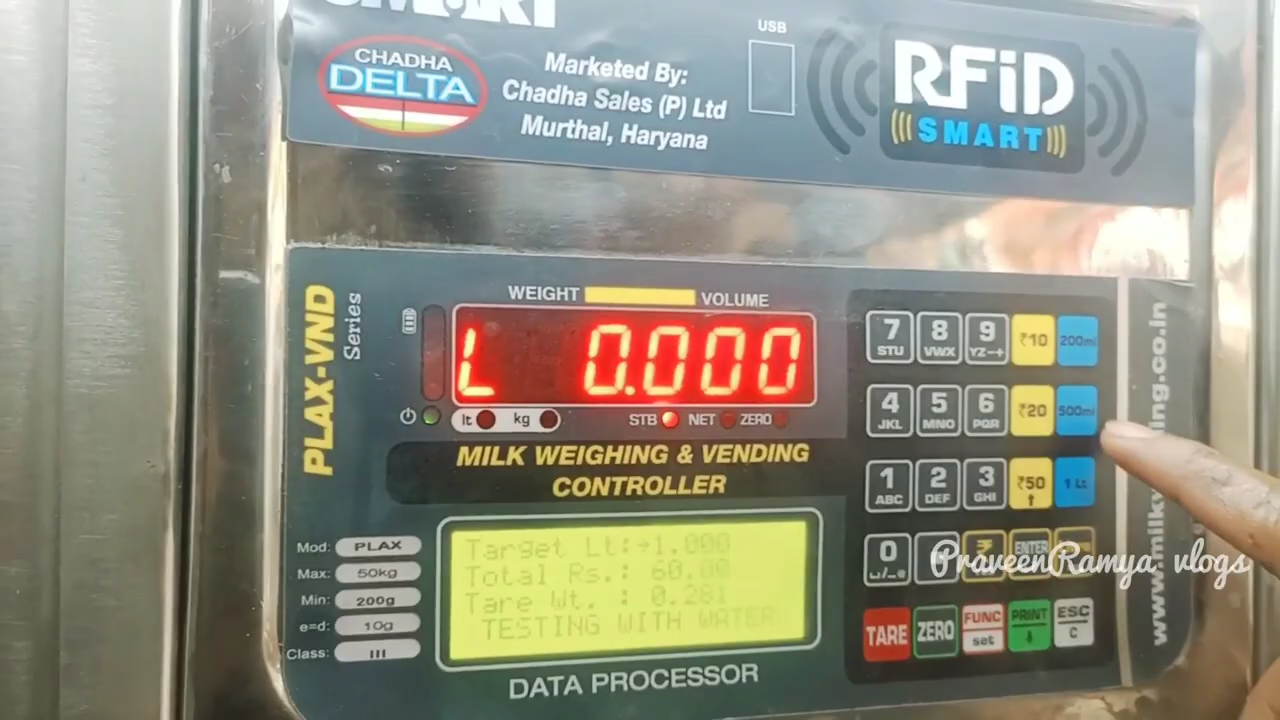 SMART
CHADHA
DELTA
Marketed By:
Chadha Sales (P) Ltd
Murthal, Haryana
USB
RFiD
SMART
PLAX-VND
Series
WEIGHT
VOLUME
L 0.000
lt
kg
STB
NET
ZERO
MILK WEIGHING & VENDING
CONTROLLER
Mod: PLAX
Max: 50kg
Min: 200g
e=d: 10g
Class: III
Target Lt:→1.000
Total Rs.: 60.00
Tare Wt. : 0.281
TESTING WITH WATER
DATA PROCESSOR
7 8 9 ₹10 200ml
STU VWX YZ-+
4 5 6 ₹20 500ml
JKL MNO PQR
1 2 3 ₹50 1 Lt
ABC DEF GHI ↑
0 ₹ ENTER
TARE ZERO FUNC PRINT ESC
set C
PraveenRamya vlogs